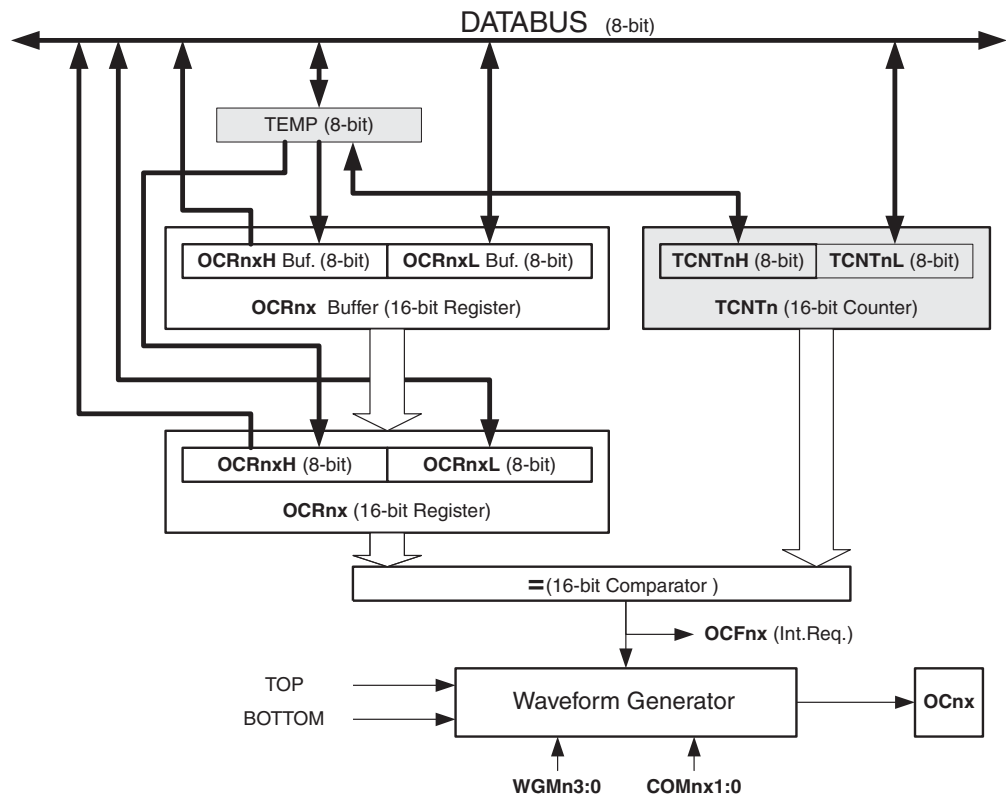 DATABUS (8-bit)
TEMP (8-bit)
OCRnxH Buf. (8-bit)
OCRnxL Buf. (8-bit)
OCRnx Buffer (16-bit Register)
TCNTnH (8-bit)
TCNTnL (8-bit)
TCNTn (16-bit Counter)
OCRnxH (8-bit)
OCRnxL (8-bit)
OCRnx (16-bit Register)
= (16-bit Comparator )
OCFnx (Int.Req.)
TOP
BOTTOM
Waveform Generator
OCnx
WGMn3:0
COMnx1:0